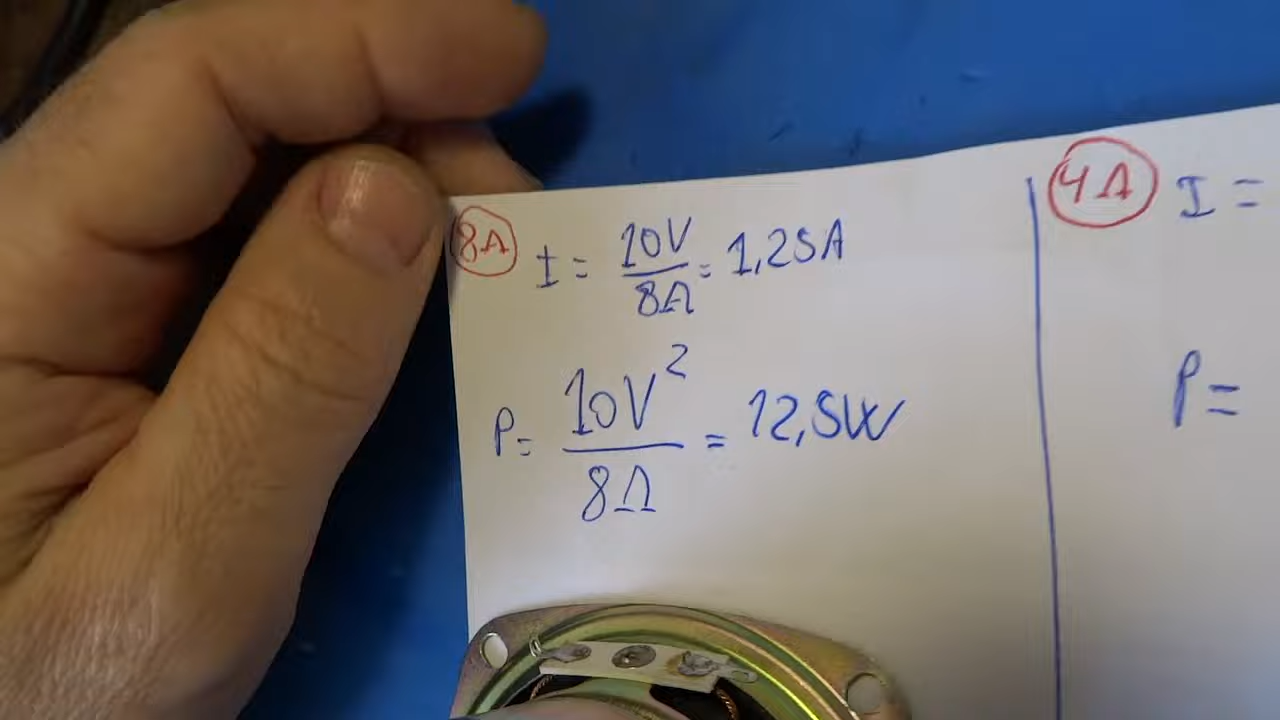 8Ω I = 10V / 8Ω = 1,25A
P = 10V² / 8Ω = 12,5W
4Ω I =
P =